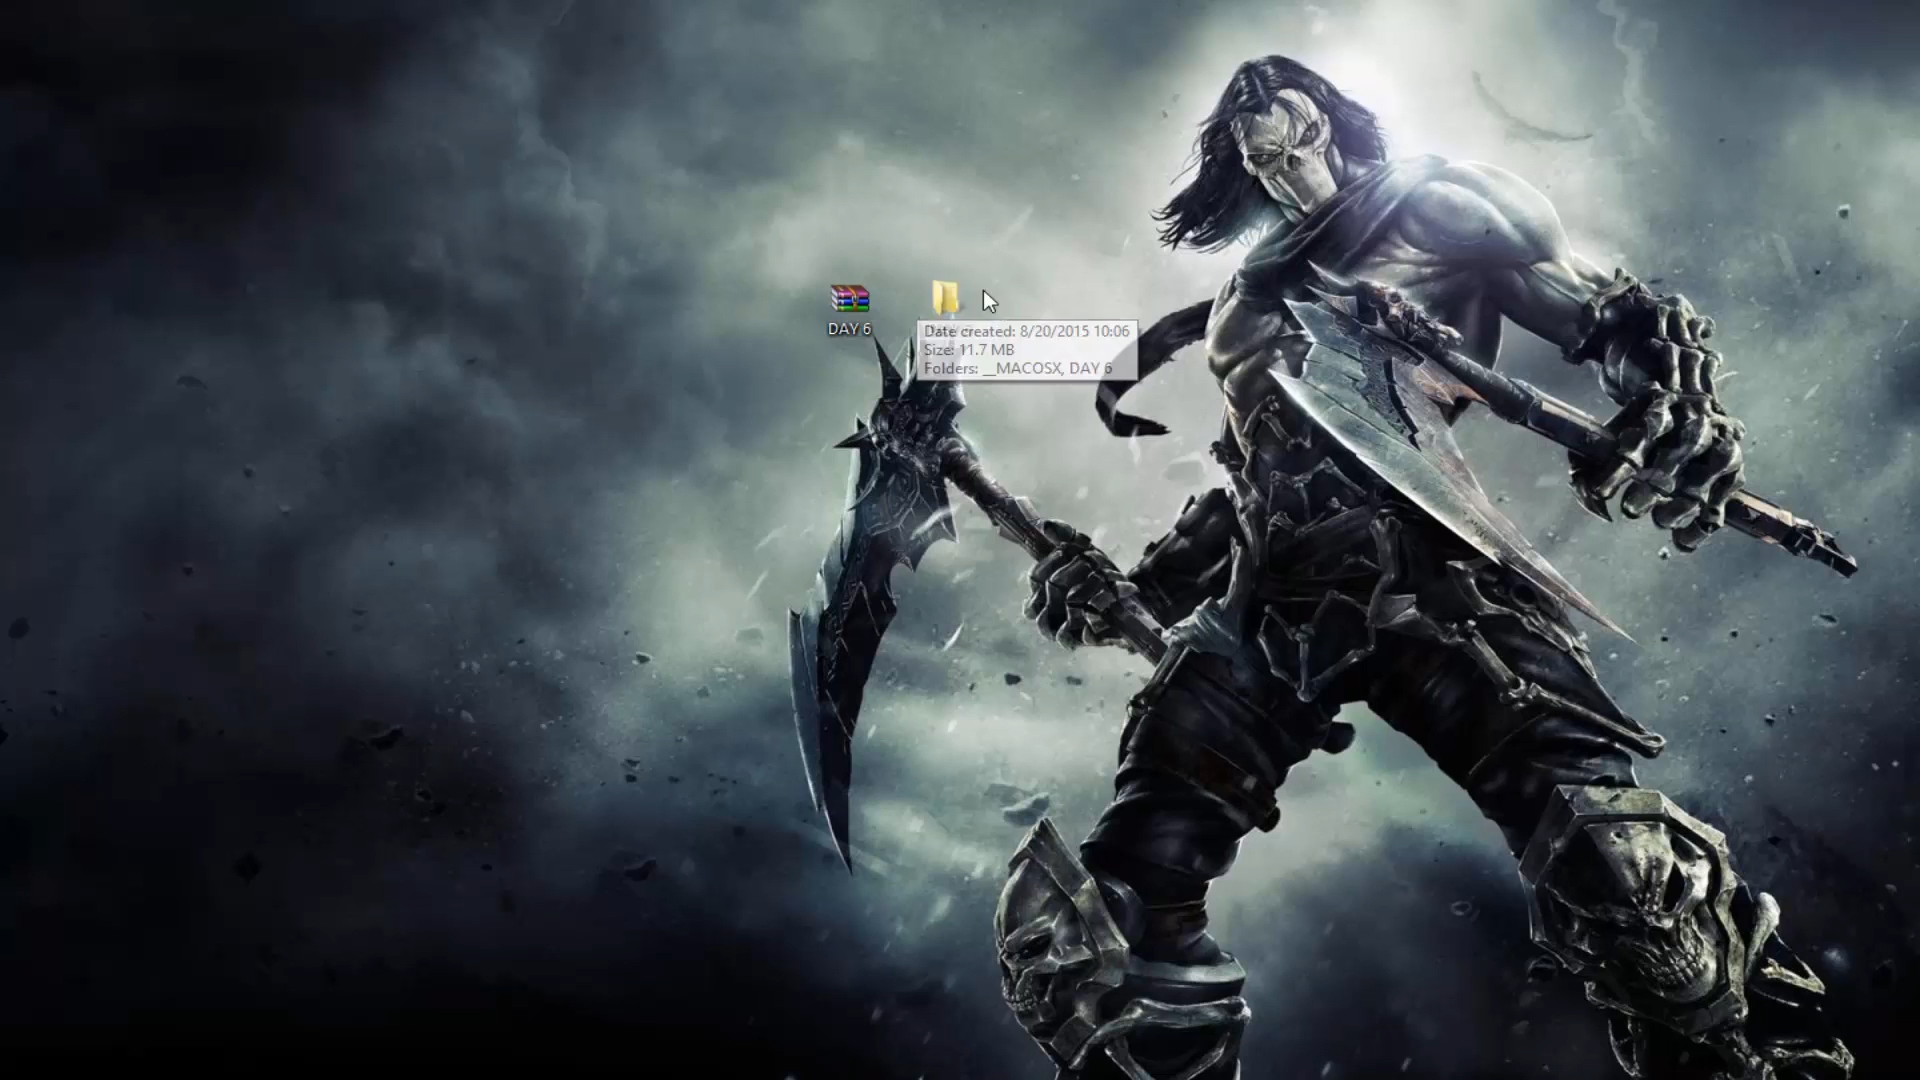 DAY 6
Date created: 8/20/2015 10:06
Size: 11.7 MB
Folders: __MACOSX, DAY 6